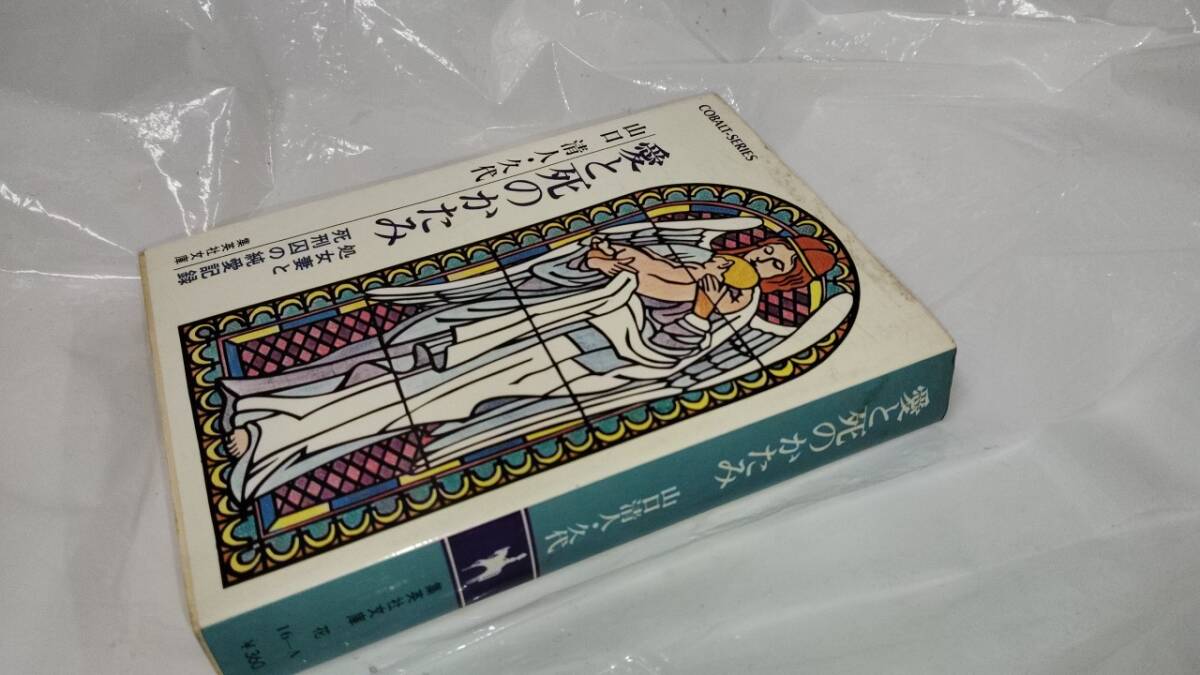 COBALT-SERIES
愛と死のかたみ
山口 清人・久代
処女妻と
死刑囚の純愛記録
集英社文庫
愛と死のかたみ 山口清人・久代
集英社文庫 花
16-A
¥360